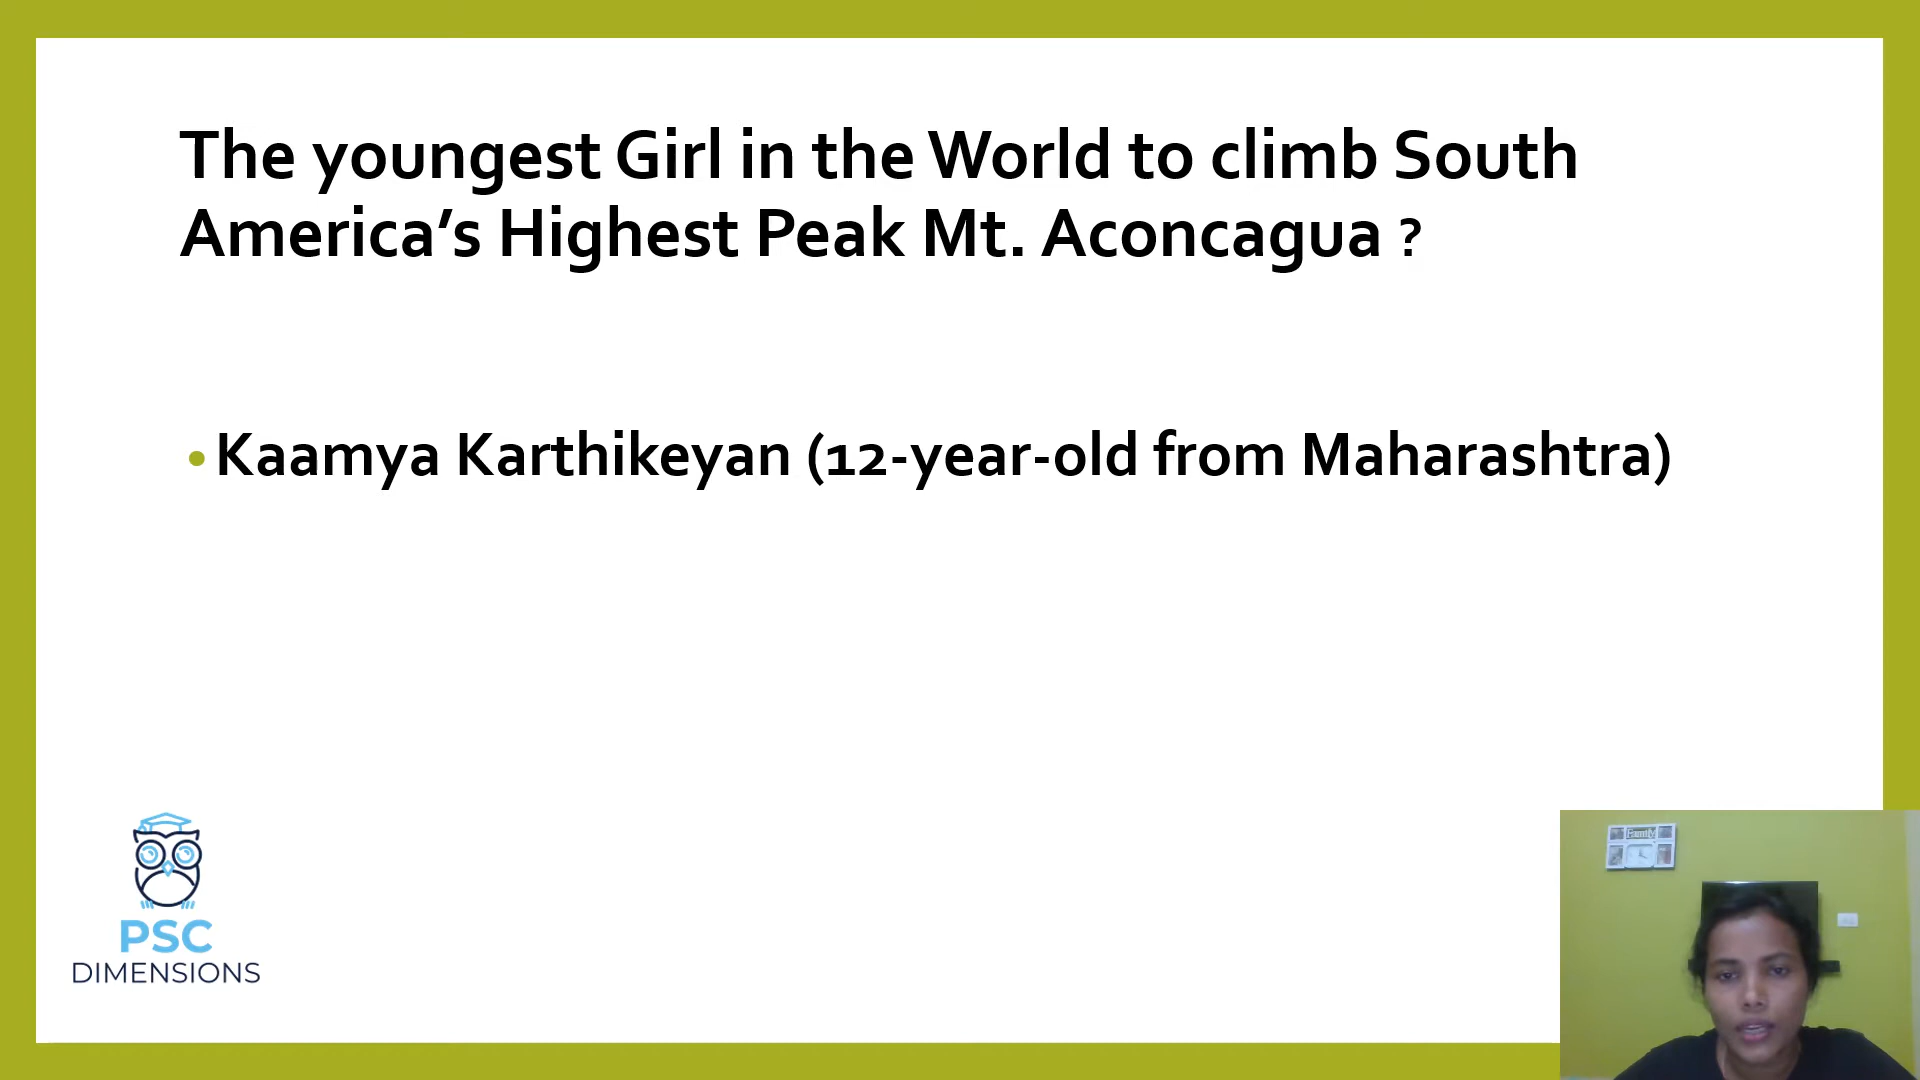 The youngest Girl in the World to climb South
America’s Highest Peak Mt. Aconcagua ?
•Kaamya Karthikeyan (12-year-old from Maharashtra)
PSC
DIMENSIONS
Family